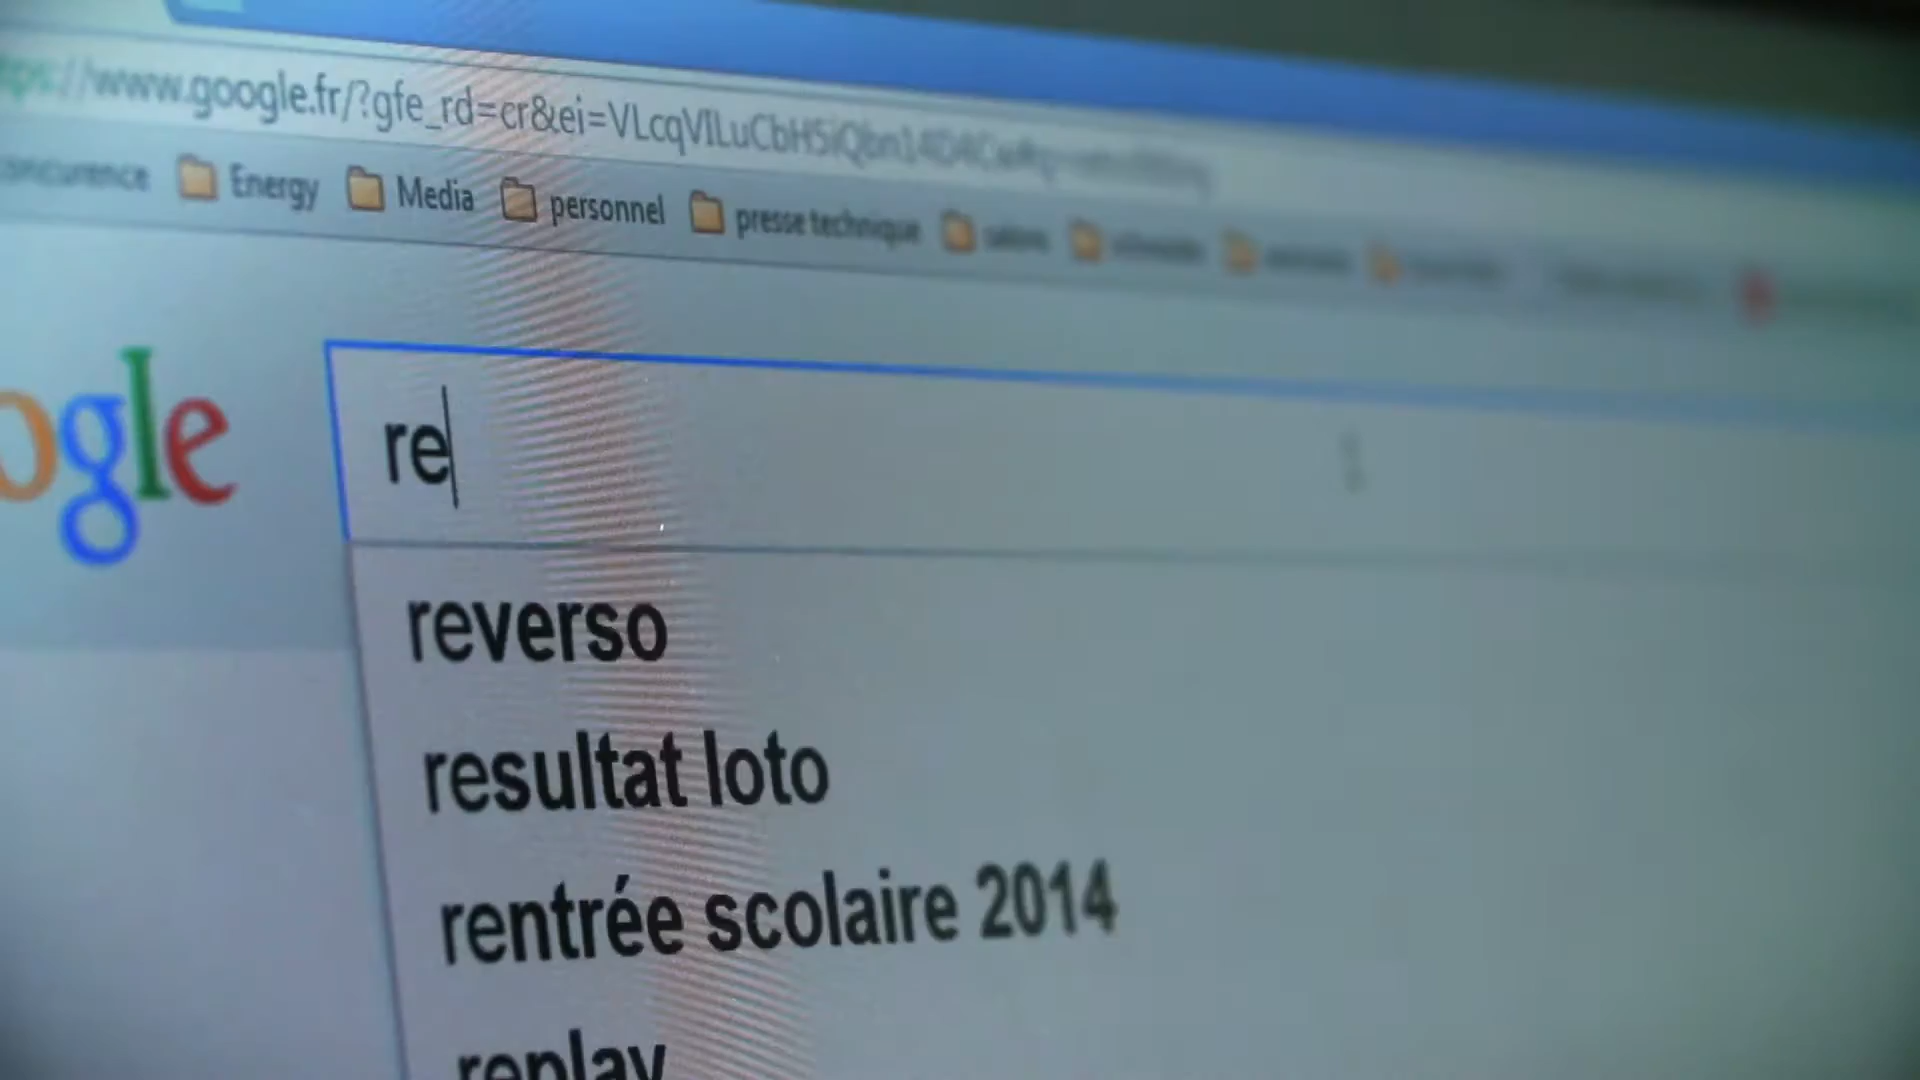 www.google.fr/?gfe_rd=cr&ei=VLcqVILuCbHSiQbn14
Energy Media personnel presse technique
ogle
re
reverso
resultat loto
rentrée scolaire 2014
replay